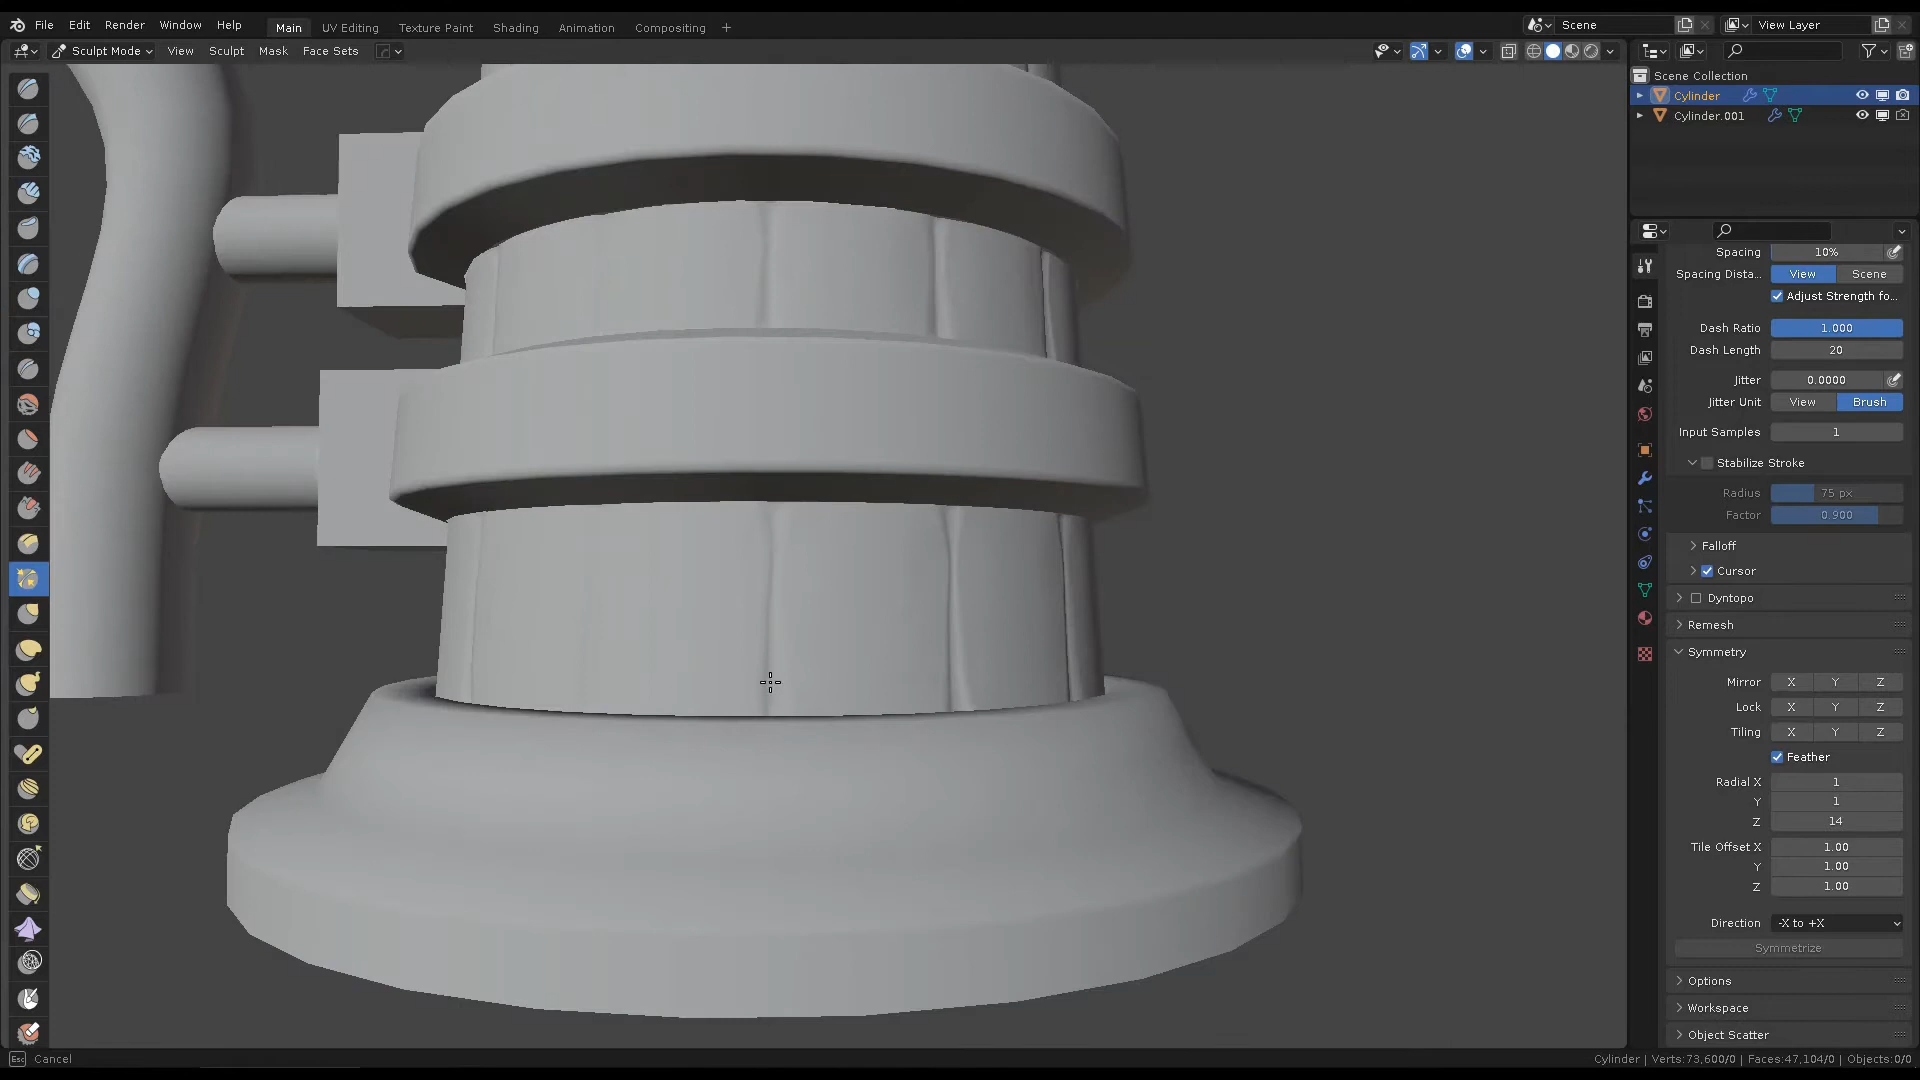 File Edit Render Window Help Main UV Editing Texture Paint Shading Animation Compositing + Scene View Layer
Sculpt Mode View Sculpt Mask Face Sets
Scene Collection
Cylinder
Cylinder.001
Spacing 10%
Spacing Dista... View Scene
Adjust Strength fo...
Dash Ratio 1.000
Dash Length 20
Jitter 0.0000
Jitter Unit View Brush
Input Samples 1
Stabilize Stroke
Radius 75 px
Factor 0.900
Falloff
Cursor
Dyntopo
Remesh
Symmetry
Mirror X Y Z
Lock X Y Z
Tiling X Y Z
Feather
Radial X 1
Y 1
Z 14
Tile Offset X 1.00
Y 1.00
Z 1.00
Direction -X to +X
Symmetrize
Options
Workspace
Object Scatter
Esc Cancel Cylinder | Verts:73,600/0 | Faces:47,104/0 | Objects:0/0